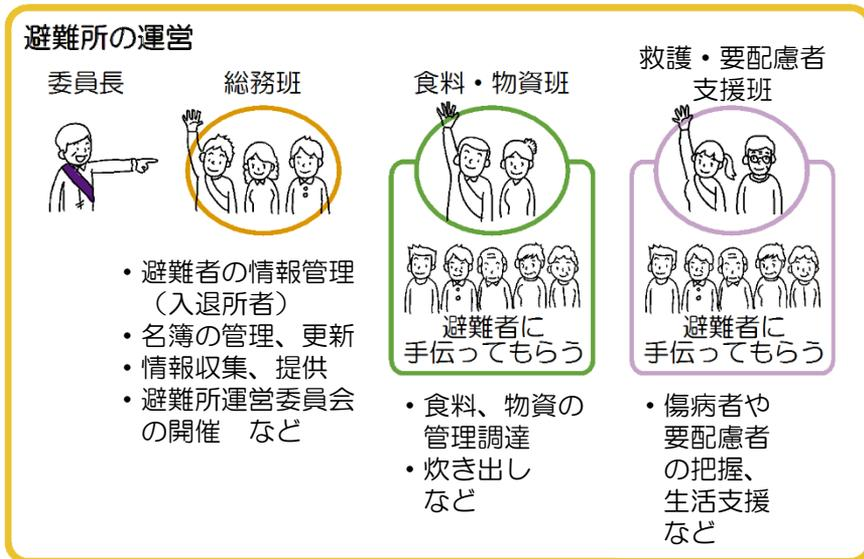 避難所の運営
委員長
総務班
食料・物資班
救護・要配慮者
支援班
・避難者の情報管理
（入退所者）
・名簿の管理、更新
・情報収集、提供
・避難所運営委員会
の開催　など
避難者に
手伝ってもらう
・食料、物資の
管理調達
・炊き出し
など
避難者に
手伝ってもらう
・傷病者や
要配慮者
の把握、
生活支援
など